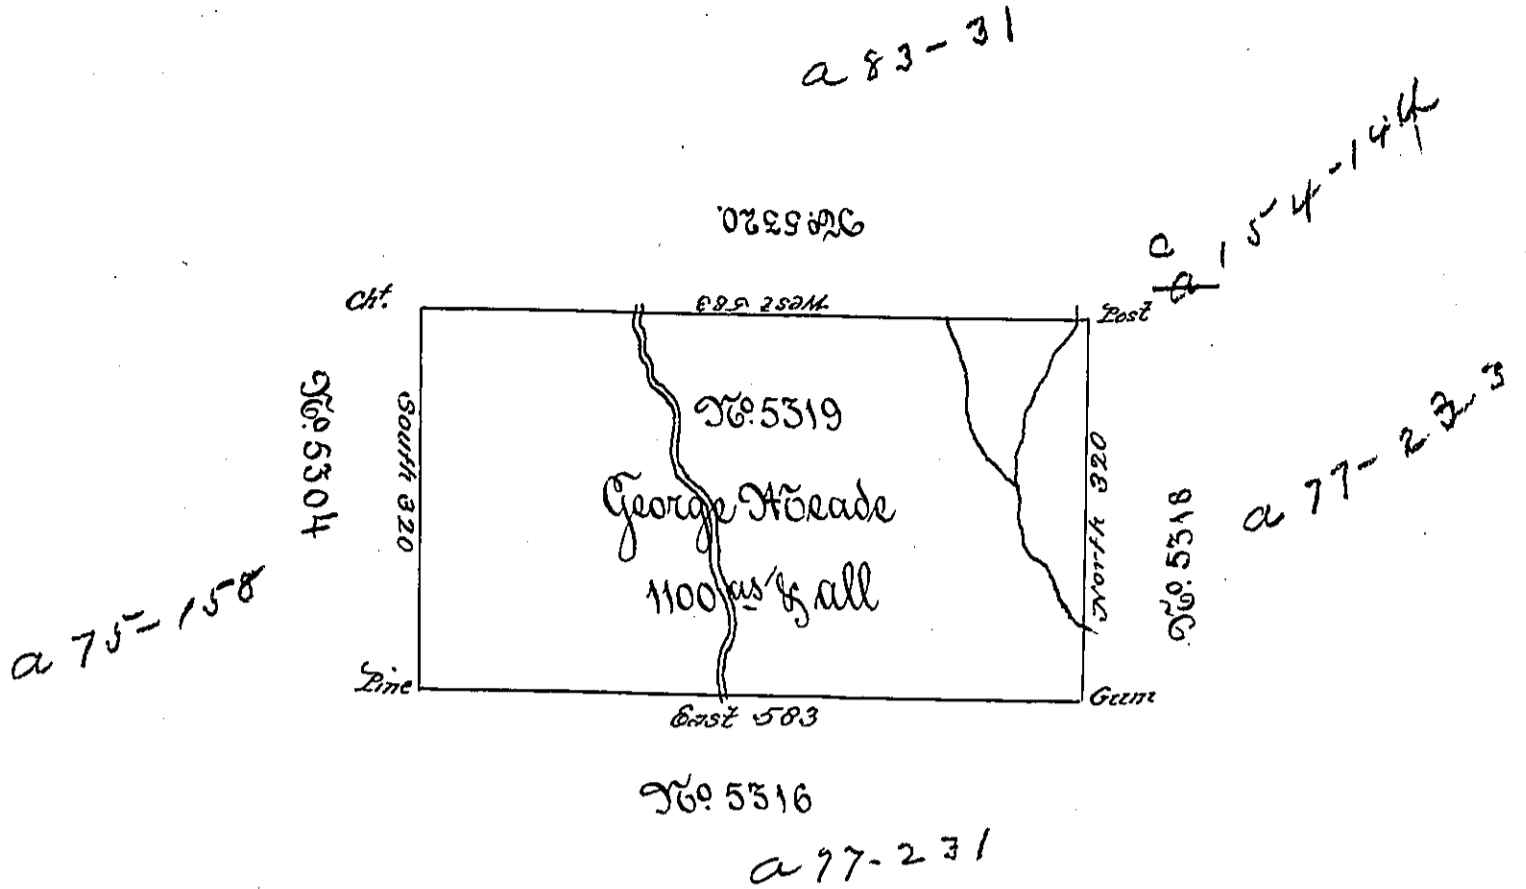 a 83-31
C
a 154-144
No. 5320.
Cht.
West 583
Post
No. 5319
No. 5304
South 320
North 320
No. 5318
a 77-233
George Meade
1100 as & all
a 75-158
Pine
East 583
Gum
No. 5316
a 77-231